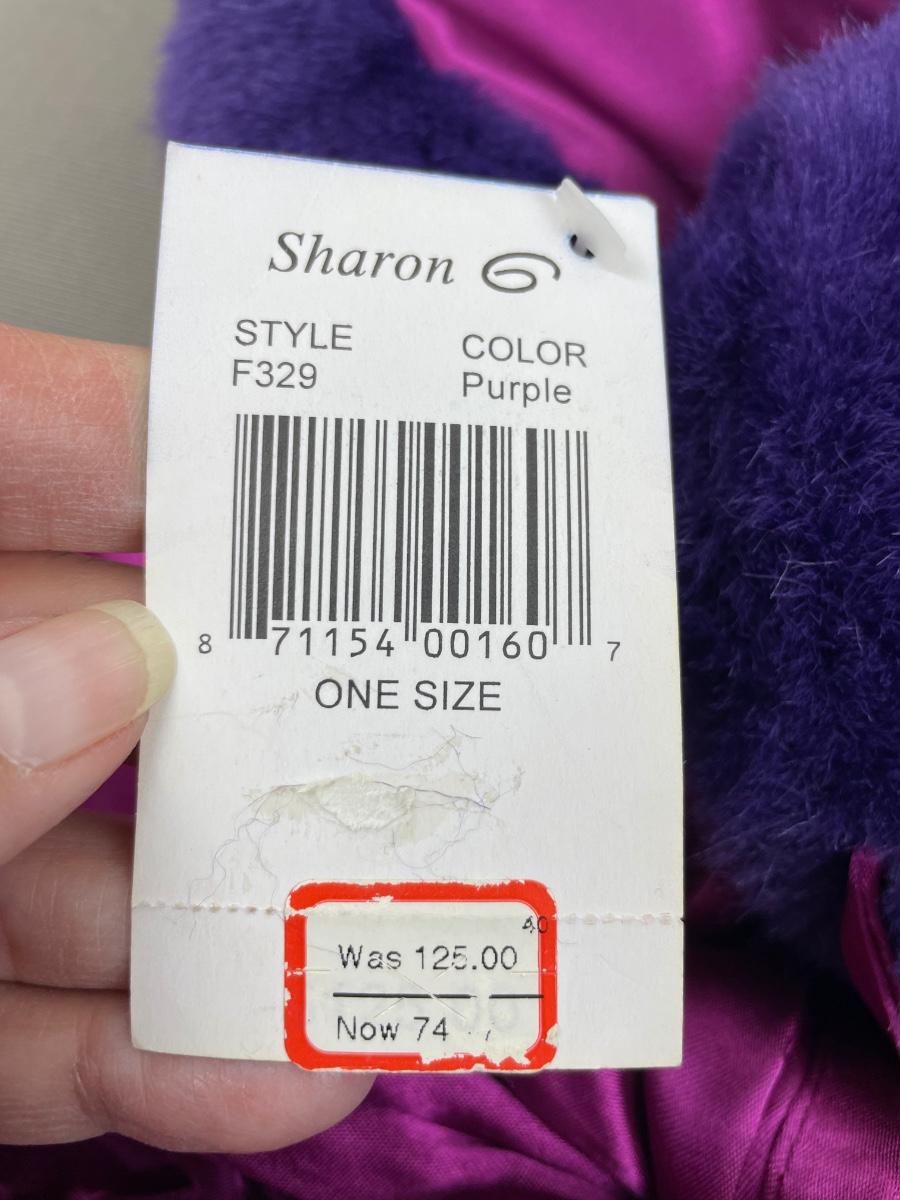 Sharon
STYLE
F329
COLOR
Purple
8 71154 00160 7
ONE SIZE
40
Was 125.00
Now 74